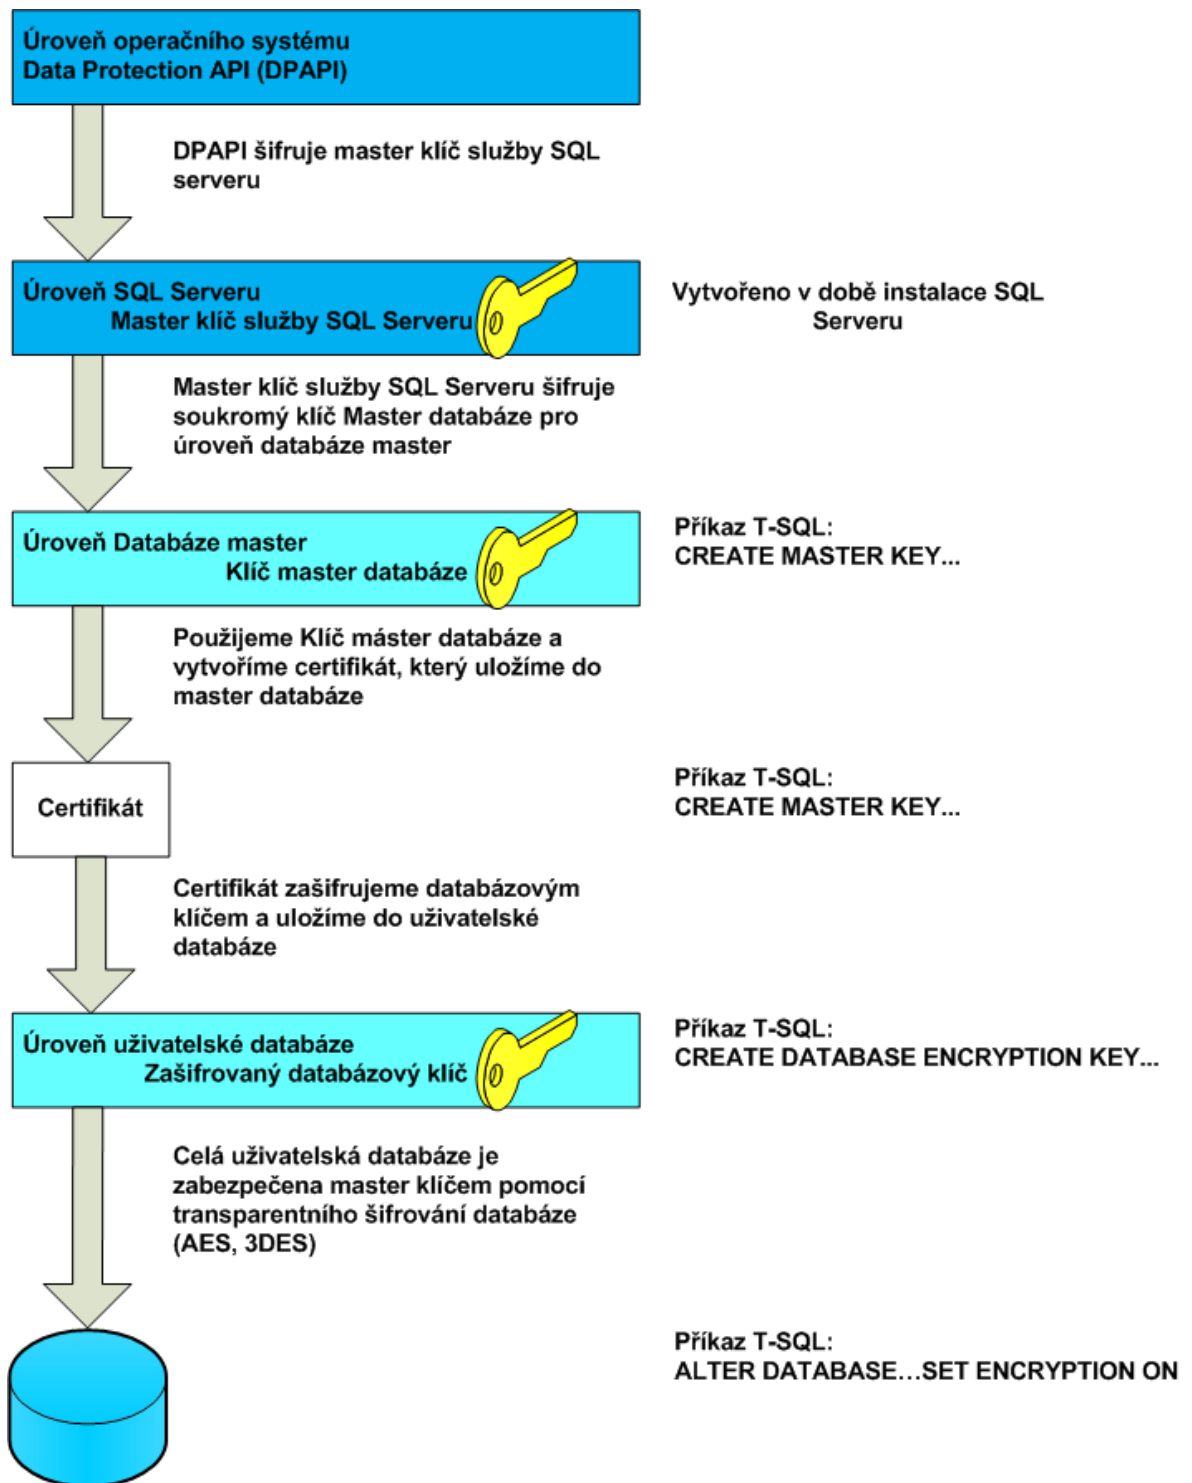 Úroveň operačního systému
Data Protection API (DPAPI)
DPAPI šifruje master klíč služby SQL
serveru
Úroveň SQL Serveru
Master klíč služby SQL Serveru
Vytvořeno v době instalace SQL
Serveru
Master klíč služby SQL Serveru šifruje
soukromý klíč Master databáze pro
úroveň databáze master
Úroveň Databáze master
Klíč master databáze
Příkaz T-SQL:
CREATE MASTER KEY...
Použijeme Klíč máster databáze a
vytvoříme certifikát, který uložíme do
master databáze
Certifikát
Příkaz T-SQL:
CREATE MASTER KEY...
Certifikát zašifrujeme databázovým
klíčem a uložíme do uživatelské
databáze
Úroveň uživatelské databáze
Zašifrovaný databázový klíč
Příkaz T-SQL:
CREATE DATABASE ENCRYPTION KEY...
Celá uživatelská databáze je
zabezpečena master klíčem pomocí
transparentního šifrování databáze
(AES, 3DES)
Příkaz T-SQL:
ALTER DATABASE...SET ENCRYPTION ON